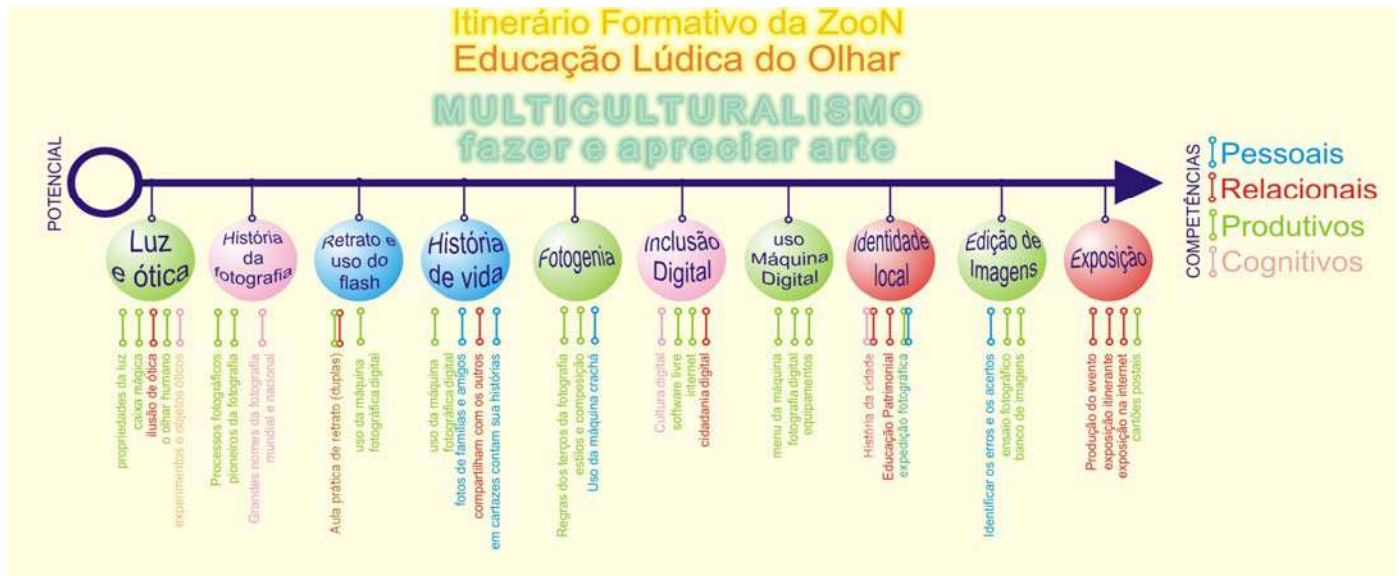 Itinerário Formativo da ZooN
Educação Lúdica do Olhar
MULTICULTURALISMO
fazer e apreciar arte
POTENCIAL
COMPETÊNCIAS
Pessoais
Relacionais
Produtivos
Cognitivos
Luz
e ótica
propriedades da luz
caixa mágica
ilusão de ótica
o olhar humano
experimentos e objetos óticos
História
da
fotografia
Processos fotográficos
pioneiros da fotografia
Grandes nomes da fotografia
mundial e nacional
Retrato e
uso do
flash
Aula prática de retrato (duplas)
uso da máquina
fotográfica digital
História
de vida
uso da máquina
fotográfica digital
fotos de famílias e amigos
compartilham com os outros
em cartazes contam sua histórias
Fotogenia
Regras dos terços da fotografia
estilos e composição
Uso da máquina crachá
Inclusão
Digital
Cultura digital
software livre
internet
cidadania digital
uso
Máquina
Digital
menu da máquina
fotografia digital
equipamentos
Identidade
local
História da cidade
Educação Patrimonial
expedição fotográfica
Edição de
Imagens
Identificar os erros e os acertos
ensaio fotográfico
banco de imagens
Exposição
Produção do evento
exposição itinerante
exposição na internet
cartões postais